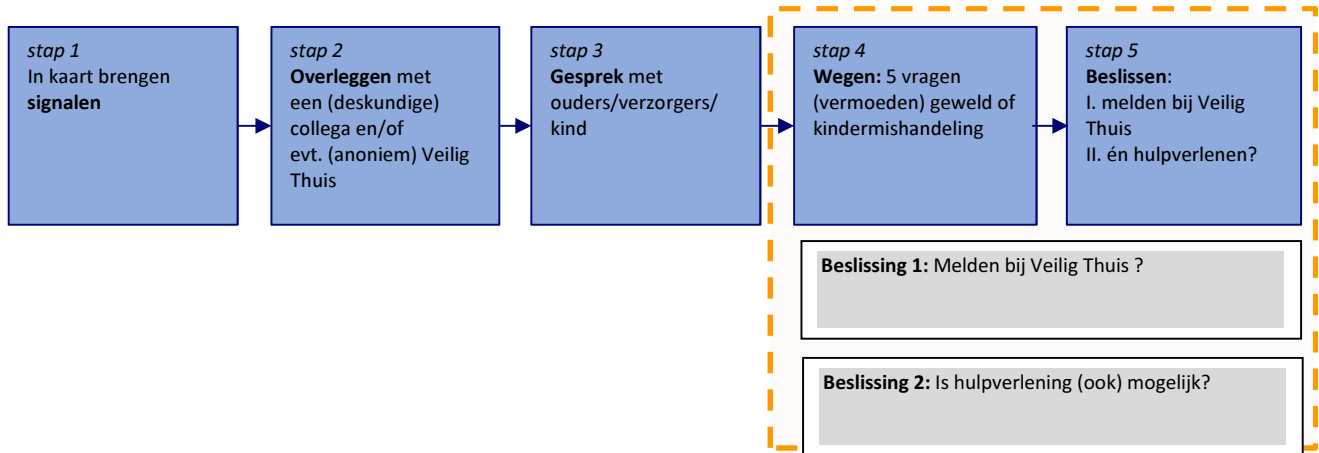 stap 1
In kaart brengen
signalen
stap 2
Overleggen met
een (deskundige)
collega en/of
evt. (anoniem) Veilig
Thuis
stap 3
Gesprek met
ouders/verzorgers/
kind
stap 4
Wegen: 5 vragen
(vermoeden) geweld of
kindermishandeling
stap 5
Beslissen:
I. melden bij Veilig
Thuis
II. én hulpverlenen?
Beslissing 1: Melden bij Veilig Thuis ?
Beslissing 2: Is hulpverlening (ook) mogelijk?